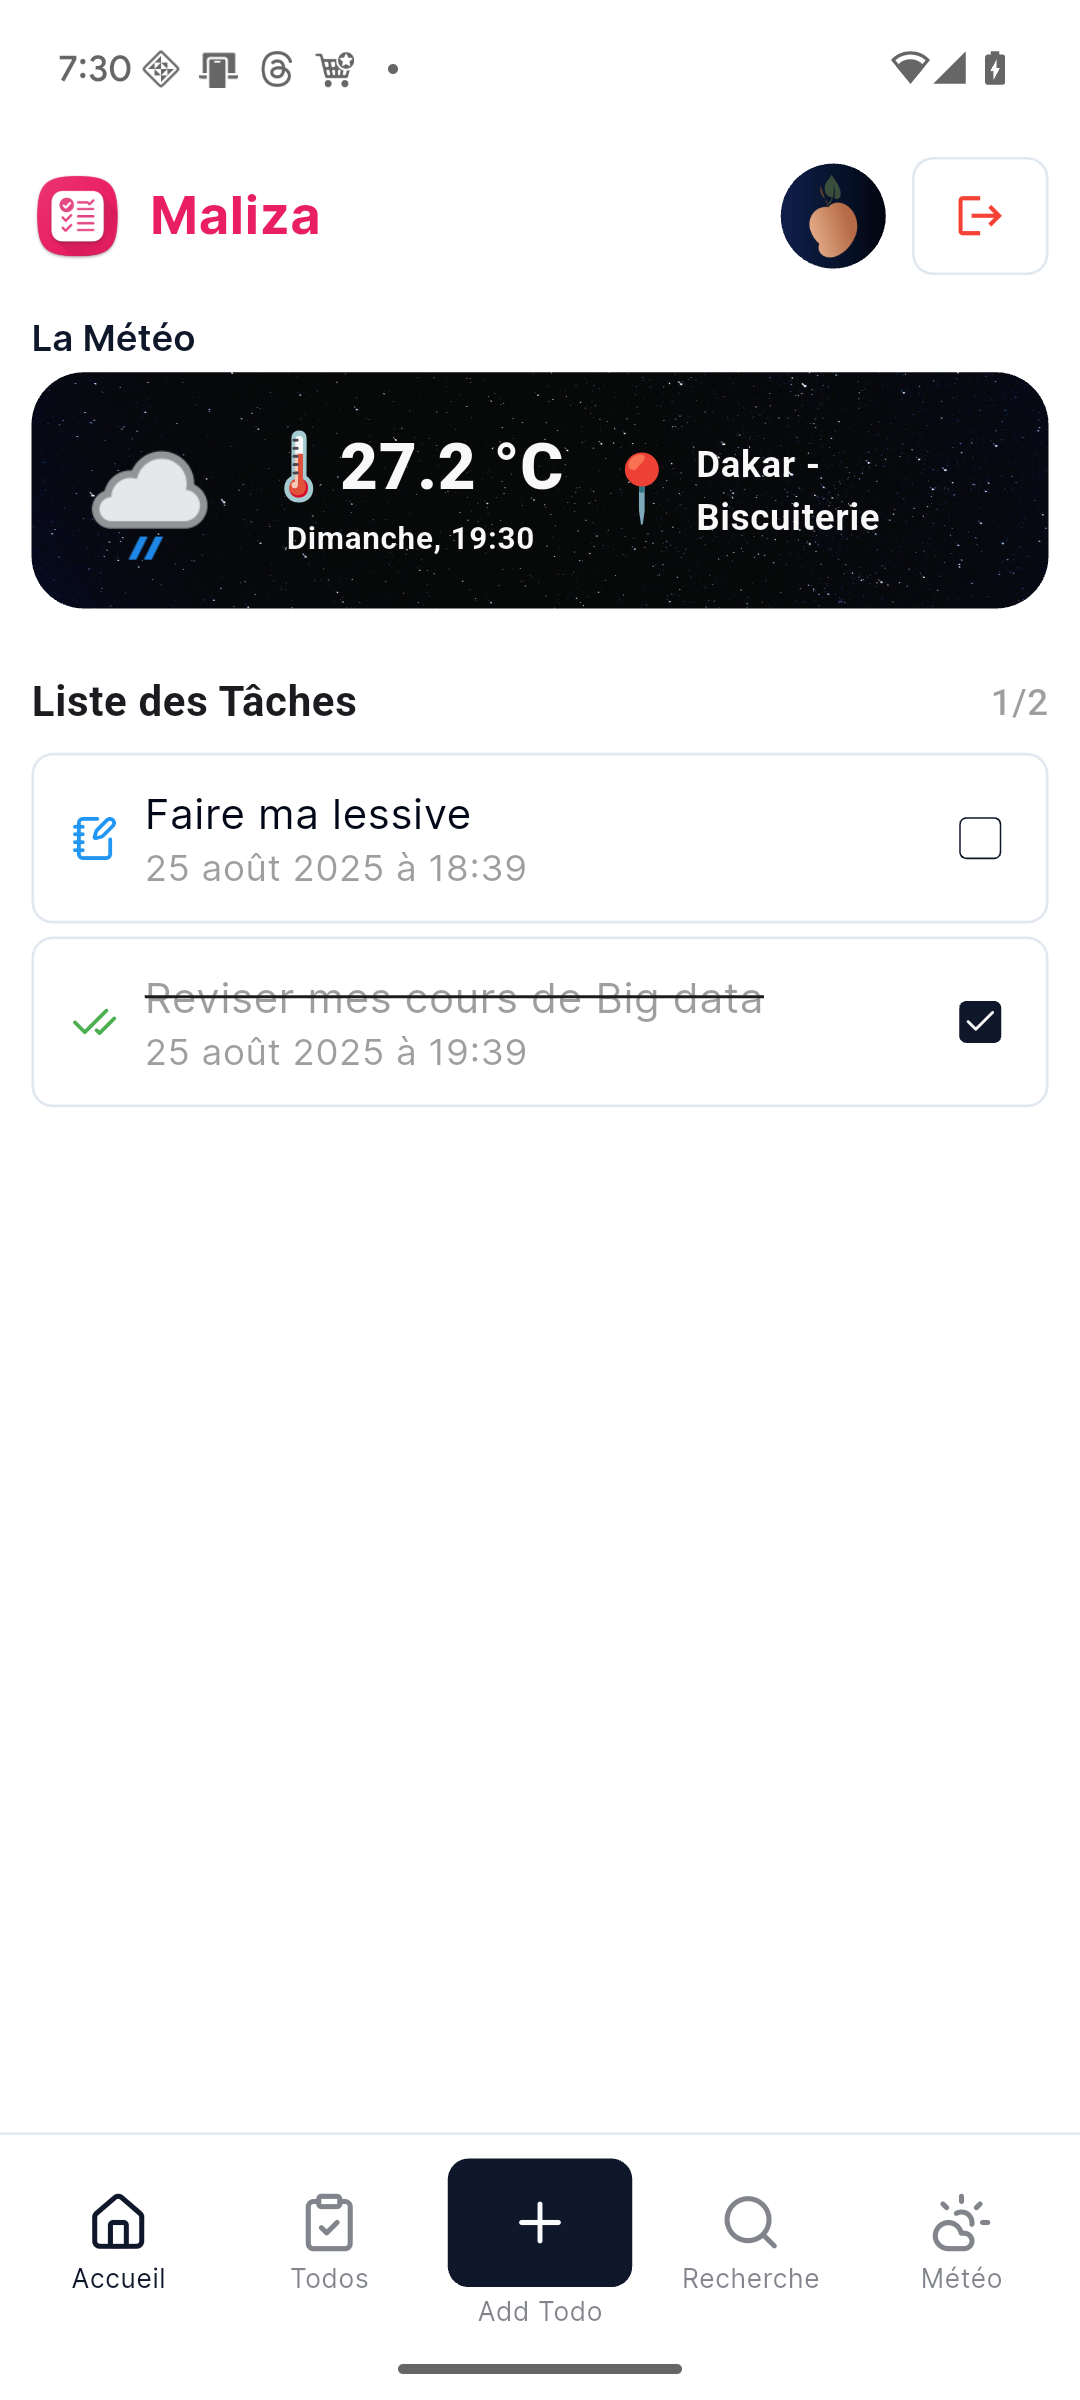 7:30
Maliza
La Météo
27.2 °C
Dimanche, 19:30
Dakar -
Biscuiterie
Liste des Tâches
1/2
Faire ma lessive
25 août 2025 à 18:39
Reviser mes cours de Big data
25 août 2025 à 19:39
Accueil
Todos
Add Todo
Recherche
Météo